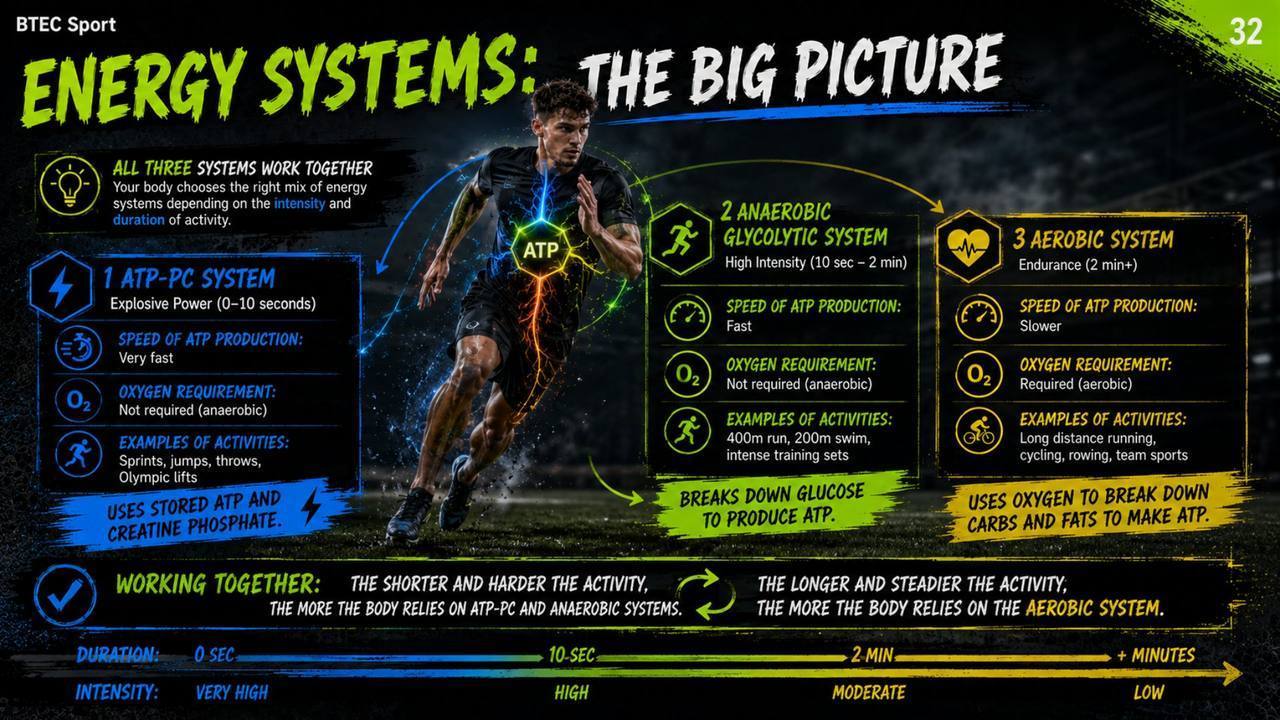 BTEC Sport
32
ENERGY SYSTEMS: THE BIG PICTURE
ALL THREE SYSTEMS WORK TOGETHER
Your body chooses the right mix of energy
systems depending on the intensity and
duration of activity.
ATP
1 ATP-PC SYSTEM
Explosive Power (0–10 seconds)
SPEED OF ATP PRODUCTION:
Very fast
O₂
OXYGEN REQUIREMENT:
Not required (anaerobic)
EXAMPLES OF ACTIVITIES:
Sprints, jumps, throws,
Olympic lifts
USES STORED ATP AND
CREATINE PHOSPHATE.
2 ANAEROBIC
GLYCOLYTIC SYSTEM
High Intensity (10 sec – 2 min)
SPEED OF ATP PRODUCTION:
Fast
O₂
OXYGEN REQUIREMENT:
Not required (anaerobic)
EXAMPLES OF ACTIVITIES:
400m run, 200m swim,
intense training sets
BREAKS DOWN GLUCOSE
TO PRODUCE ATP.
3 AEROBIC SYSTEM
Endurance (2 min+)
SPEED OF ATP PRODUCTION:
Slower
O₂
OXYGEN REQUIREMENT:
Required (aerobic)
EXAMPLES OF ACTIVITIES:
Long distance running,
cycling, rowing, team sports
USES OXYGEN TO BREAK DOWN
CARBS AND FATS TO MAKE ATP.
WORKING TOGETHER: THE SHORTER AND HARDER THE ACTIVITY,
THE MORE THE BODY RELIES ON ATP-PC AND ANAEROBIC SYSTEMS.
THE LONGER AND STEADIER THE ACTIVITY,
THE MORE THE BODY RELIES ON THE AEROBIC SYSTEM.
DURATION: 0 SEC 10 SEC 2 MIN + MINUTES
INTENSITY: VERY HIGH HIGH MODERATE LOW